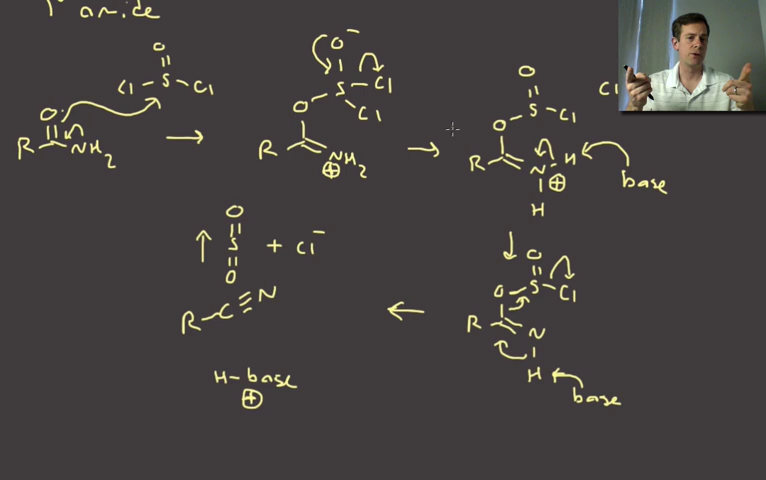 1° amide
O
Cl-S-Cl
O
R NH2
O-
O S Cl
Cl
R NH2
⊕
O
O-S-Cl
R N-H
⊕
H
Cl
base
O
S + Cl-
O
R-C≡N
H-base
⊕
O
O-S-Cl
R N
H
base